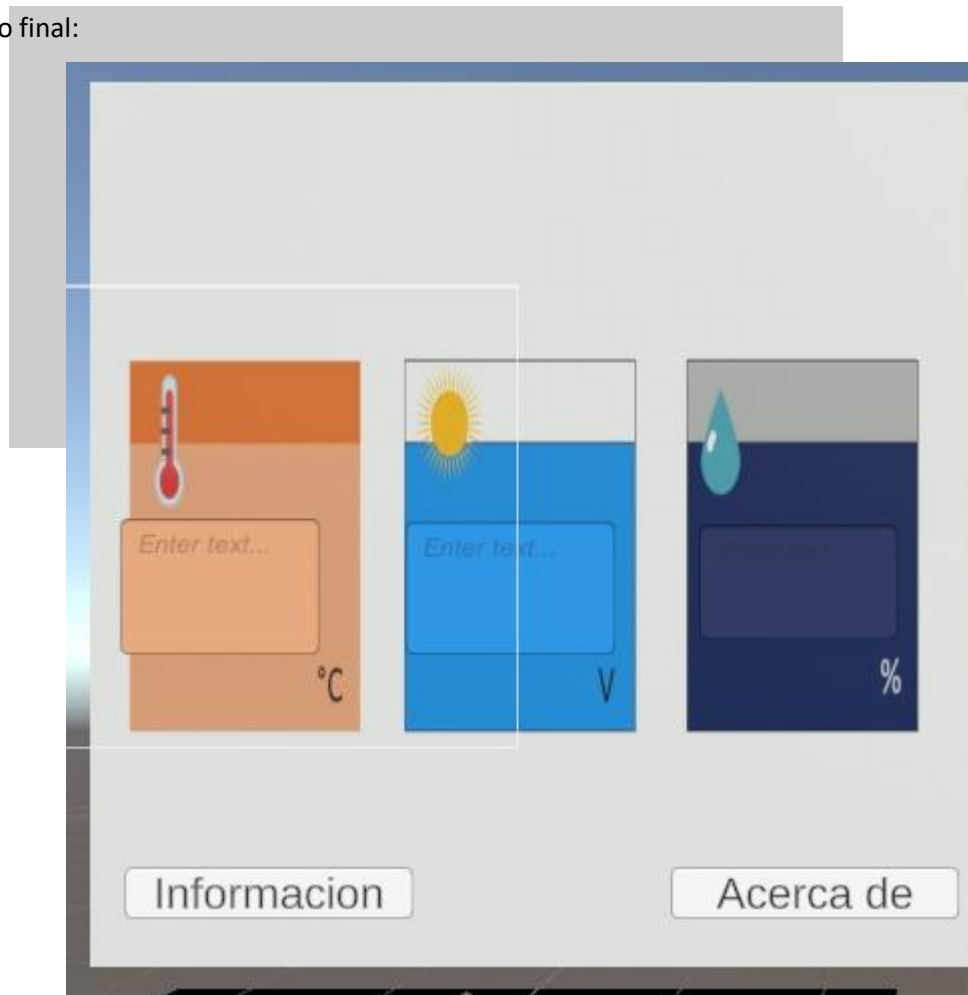 o final:
Enter text...
Enter text...
°C
V
%
Informacion
Acerca de